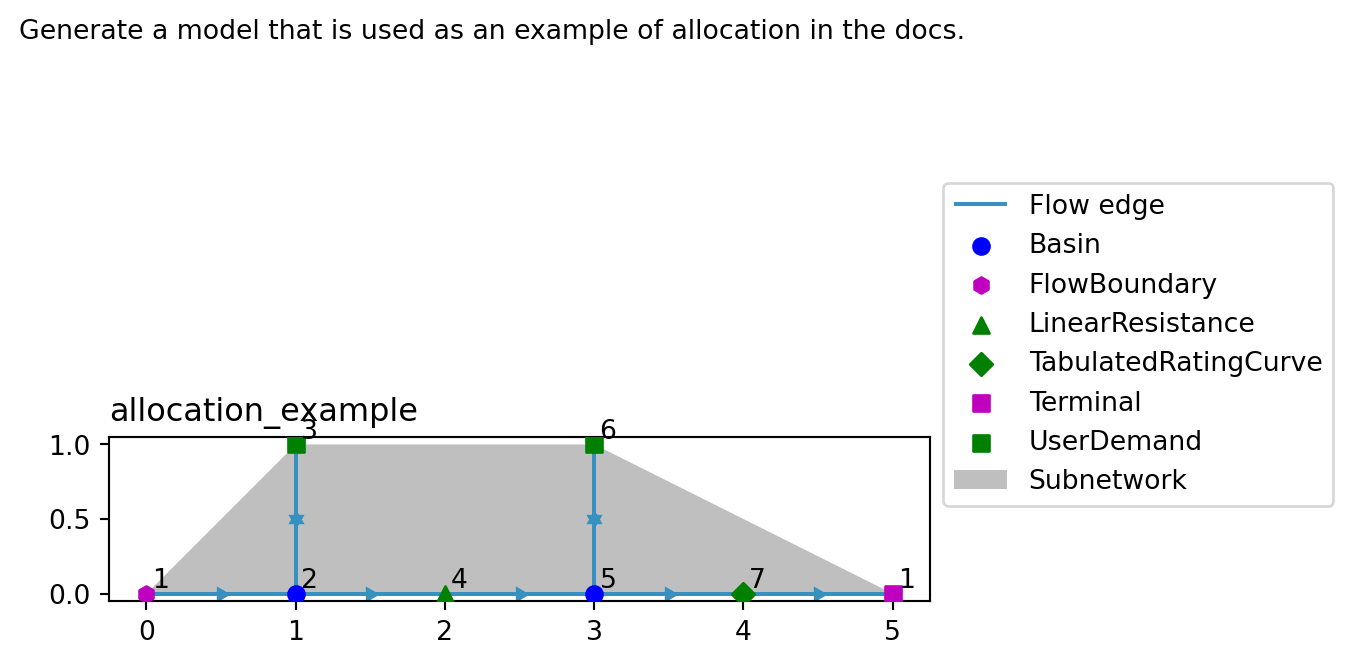 Generate a model that is used as an example of allocation in the docs.
Flow edge
Basin
FlowBoundary
LinearResistance
TabulatedRatingCurve
Terminal
UserDemand
Subnetwork
allocation_example
3
6
1.0
0.5
0.0
1
2
4
5
7
1
0
1
2
3
4
5